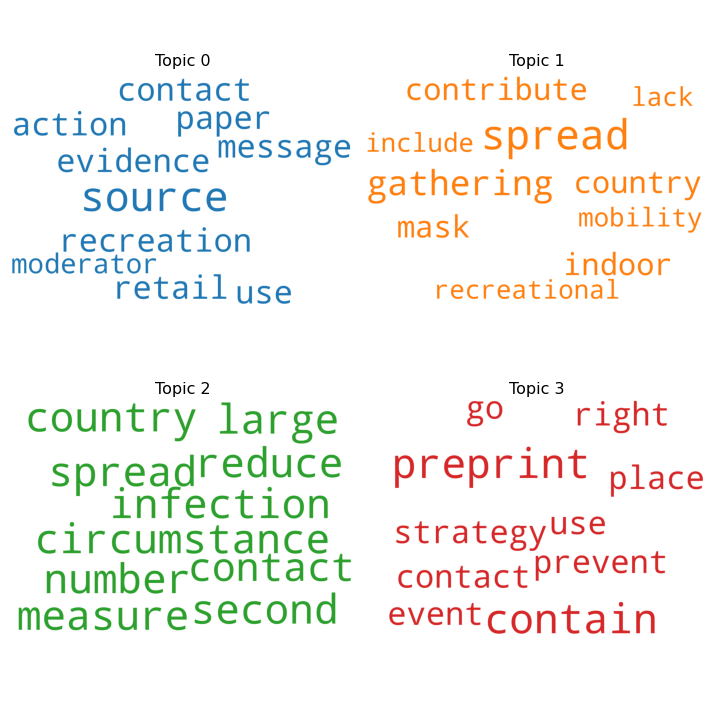 Topic 0
contact
action
paper
message
evidence
source
recreation
moderator
retail
use
Topic 1
contribute
lack
include
spread
gathering
country
mobility
mask
indoor
recreational
Topic 2
country
large
spread
reduce
infection
circumstance
number
contact
measure
second
Topic 3
go
right
preprint
place
strategy
use
contact
prevent
event
contain